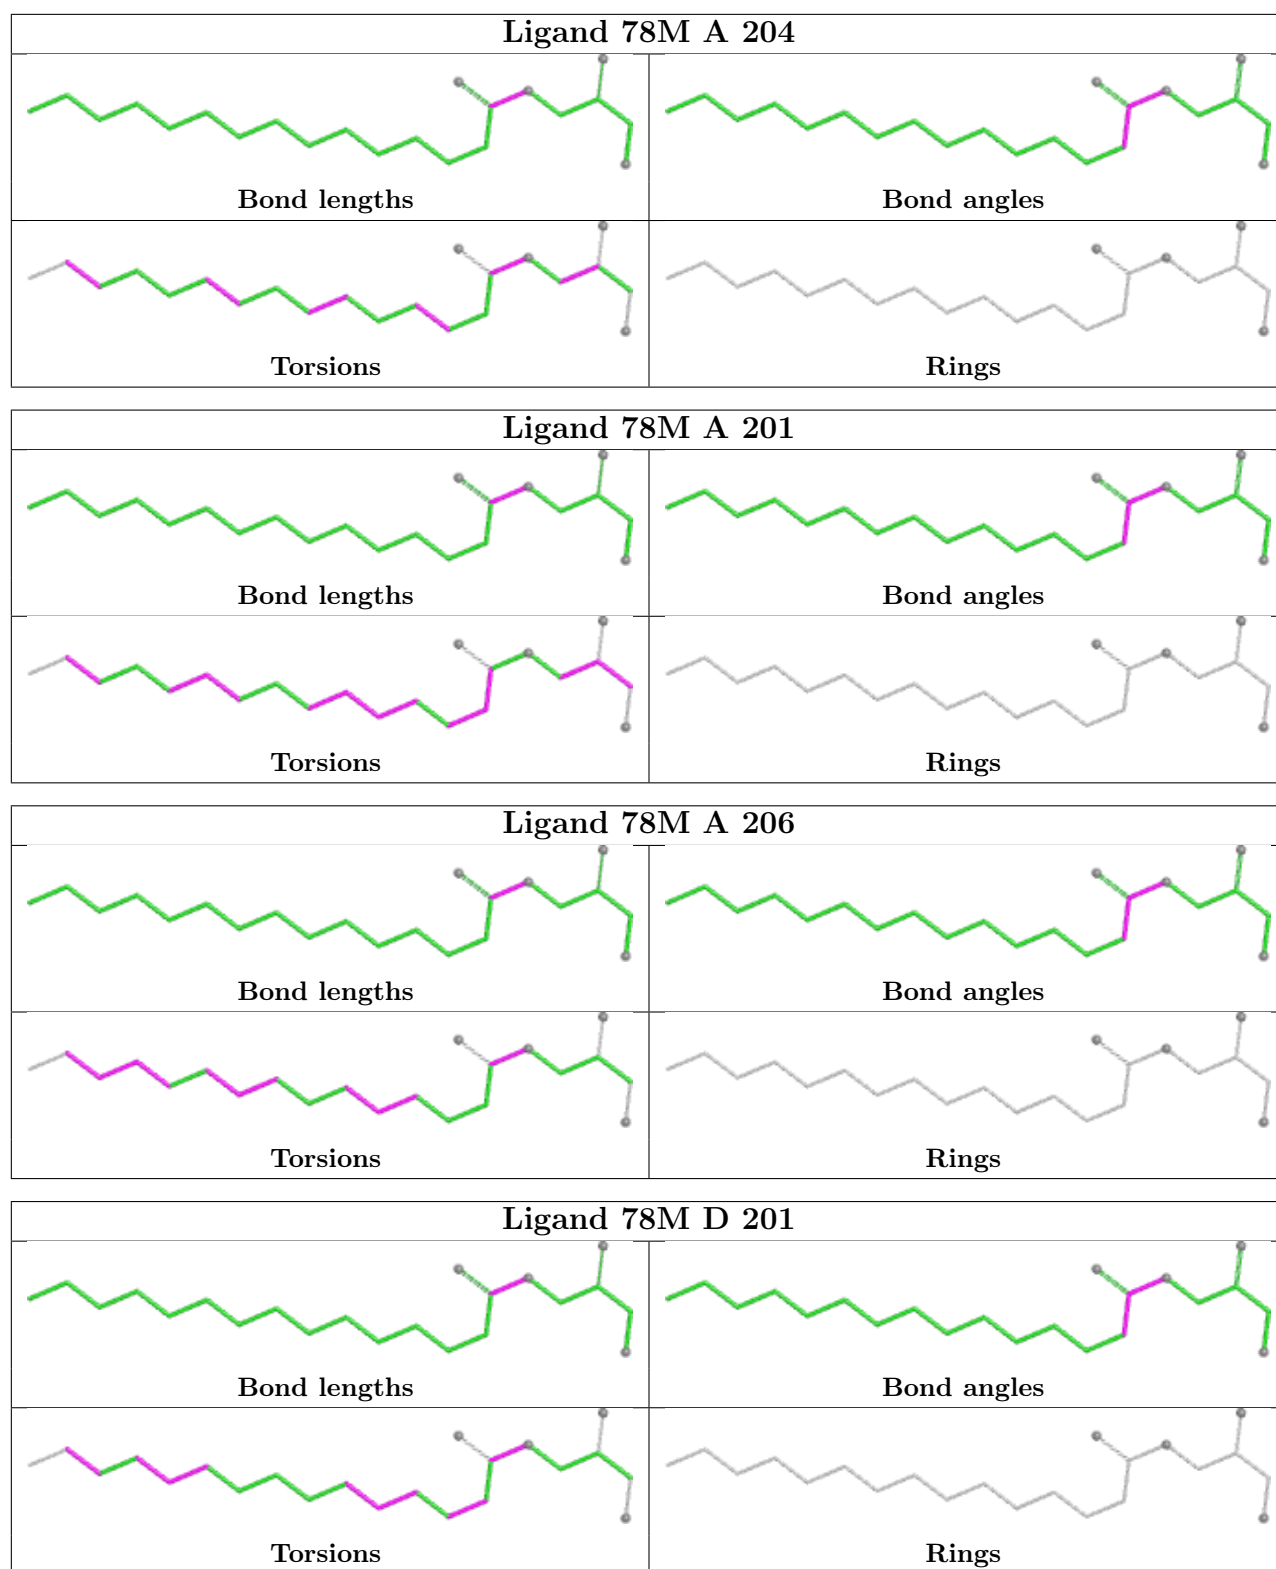 Ligand 78M A 204
Bond lengths
Bond angles
Torsions
Rings
Ligand 78M A 201
Bond lengths
Bond angles
Torsions
Rings
Ligand 78M A 206
Bond lengths
Bond angles
Torsions
Rings
Ligand 78M D 201
Bond lengths
Bond angles
Torsions
Rings